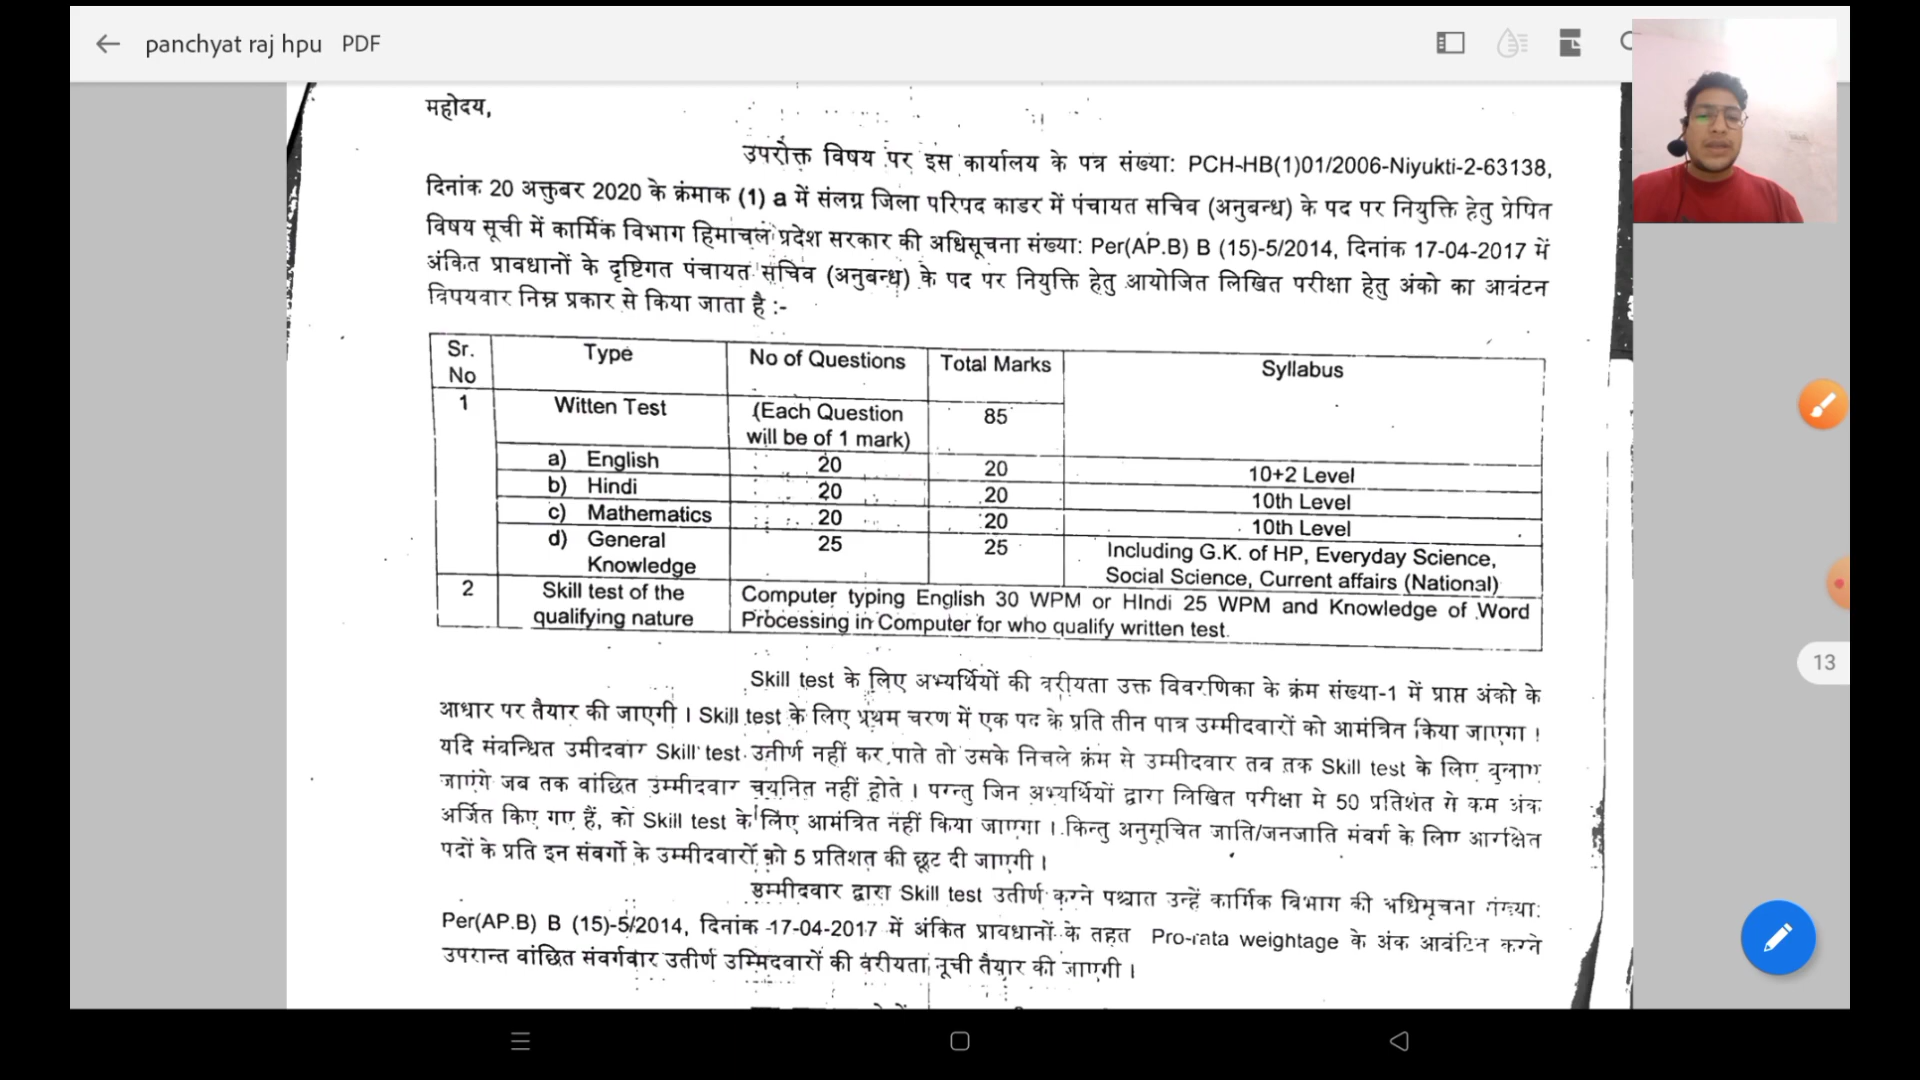 panchyat raj hpu PDF
महोदय,
उपरोक्त विषय पर इस कार्यालय के पत्र संख्या: PCH-HB(1)01/2006-Niyukti-2-63138,
दिनांक 20 अक्तुबर 2020 के क्रंमाक (1) a में संलग्न जिला परिषद काडर में पंचायत सचिव (अनुबन्ध) के पद पर नियुक्ति हेतु प्रेषित
विषय सूची में कार्मिक विभाग हिमाचल प्रदेश सरकार की अधिसूचना संख्या: Per(AP.B) B (15)-5/2014, दिनांक 17-04-2017 में
अंकित प्रावधानों के दृष्टिगत पंचायत सचिव (अनुबन्ध) के पद पर नियुक्ति हेतु आयोजित लिखित परीक्षा हेतु अंको का आवंटन
विषयवार निम्न प्रकार से किया जाता है :-
Sr. No Type No of Questions Total Marks Syllabus
1 Witten Test (Each Question will be of 1 mark) 85
a) English 20 20 10+2 Level
b) Hindi 20 20 10th Level
c) Mathematics 20 20 10th Level
d) General Knowledge 25 25 Including G.K. of HP, Everyday Science,
Social Science, Current affairs (National)
2 Skill test of the qualifying nature Computer typing English 30 WPM or HIndi 25 WPM and Knowledge of Word
Processing in Computer for who qualify written test.
Skill test के लिए अभ्यर्थियों की वरीयता उक्त विवरणिका के क्रंम संख्या-1 में प्राप्त अंको के
आधार पर तैयार की जाएगी । Skill test के लिए प्रथम चरण में एक पद के प्रति तीन पात्र उम्मीदवारों को आमंत्रित किया जाएगा ।
यदि संबन्धित उमीदवार Skill test उतीर्ण नहीं कर पाते तो उसके निचले क्रंम से उम्मीदवार तब तक Skill test के लिए बुलाए
जाएंगे जब तक वांछित उम्मीदवार चयनित नहीं होते । परन्तु जिन अभ्यर्थियों द्वारा लिखित परीक्षा मे 50 प्रतिशत से कम अंक
अर्जित किए गए हैं, को Skill test के लिए आमंत्रित नहीं किया जाएगा । किन्तु अनुसूचित जाति/जनजाति संवर्ग के लिए आरक्षित
पदों के प्रति इन संवर्गो के उम्मीदवारों को 5 प्रतिशत की छूट दी जाएगी ।
उम्मीदवार द्वारा Skill test उतीर्ण करने पश्चात उन्हें कार्मिक विभाग की अधिसूचना संख्या:
Per(AP.B) B (15)-5/2014, दिनांक 17-04-2017 में अंकित प्रावधानों के तहत Pro-rata weightage के अंक आवंटित करने
उपरान्त वांछित संवर्गवार उतीर्ण उम्मिदवारों की वरीयता सूची तैयार की जाएगी ।
13